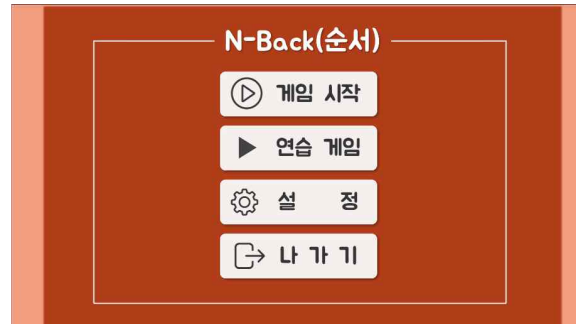 N-Back(순서)
게임 시작
연습 게임
설 정
나 가 기